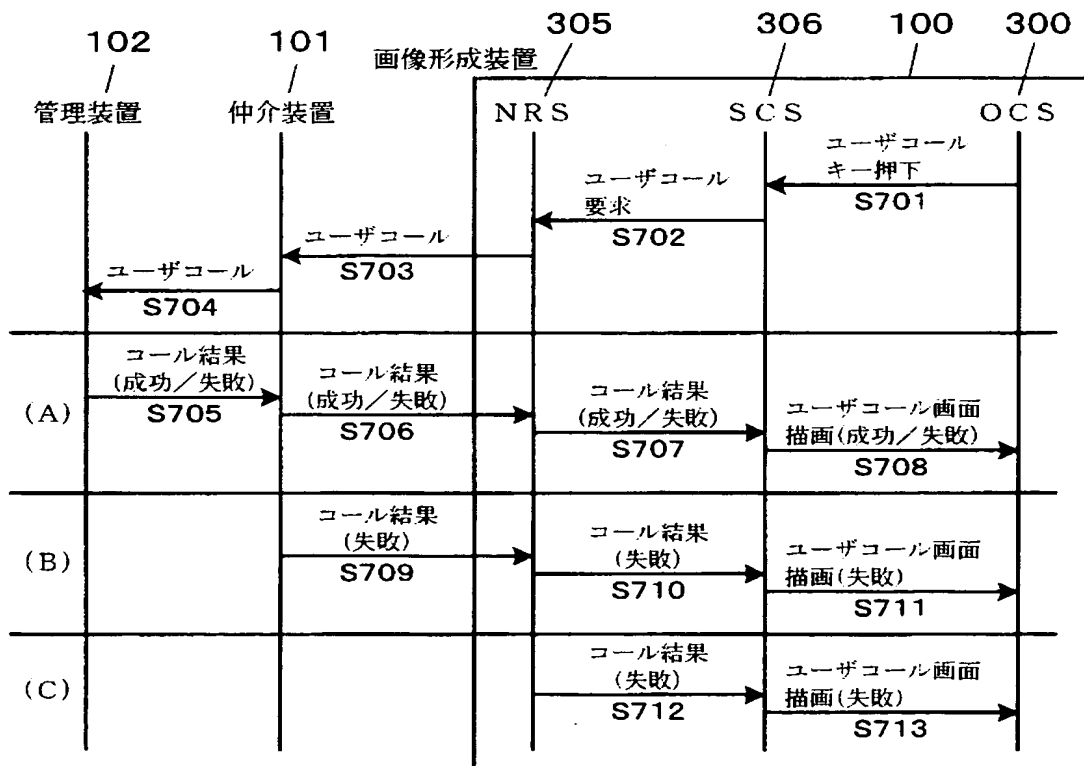 102
101
305
306
100
300
画像形成装置
管理装置
仲介装置
NRS
SCS
OCS
ユーザコール
キー押下
S701
ユーザコール
要求
S702
ユーザコール
S703
ユーザコール
S704
(A)
コール結果
(成功/失敗)
S705
コール結果
(成功/失敗)
S706
コール結果
(成功/失敗)
S707
ユーザコール画面
描画(成功/失敗)
S708
(B)
コール結果
(失敗)
S709
コール結果
(失敗)
S710
ユーザコール画面
描画(失敗)
S711
(C)
コール結果
(失敗)
S712
ユーザコール画面
描画(失敗)
S713